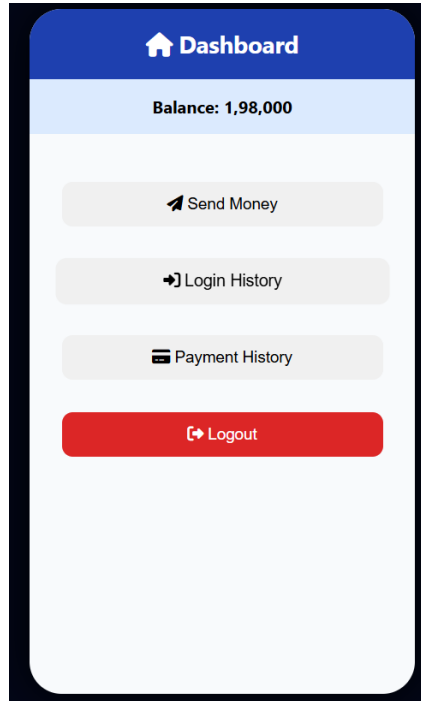 Dashboard
Balance: 1,98,000
Send Money
Login History
Payment History
Logout